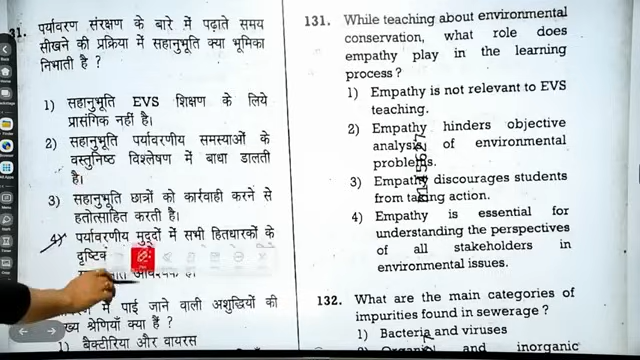 31. पर्यावरण संरक्षण के बारे में पढ़ाते समय
सीखने की प्रक्रिया में सहानुभूति क्या भूमिका
निभाती है ?
1) सहानुभूति EVS शिक्षण के लिये
प्रासंगिक नहीं है।
2) सहानुभूति पर्यावरणीय समस्याओं के
वस्तुनिष्ठ विश्लेषण में बाधा डालती
है।
3) सहानुभूति छात्रों को कार्रवाई करने से
हतोत्साहित करती है।
4) पर्यावरणीय मुद्दों में सभी हितधारकों के
में पाई जाने वाली अशुद्धियों की
श्रेणियाँ क्या हैं ?
1) बैक्टीरिया और वायरस
131. While teaching about environmental
conservation, what role does
empathy play in the learning
process ?
1) Empathy is not relevant to EVS
teaching.
2) Empathy hinders objective
analysis of environmental
problems.
3) Empathy discourages students
from taking action.
4) Empathy is essential for
understanding the perspectives
of all stakeholders in
environmental issues.
132. What are the main categories of
impurities found in sewerage ?
1) Bacteria and viruses
2) Organic and inorganic